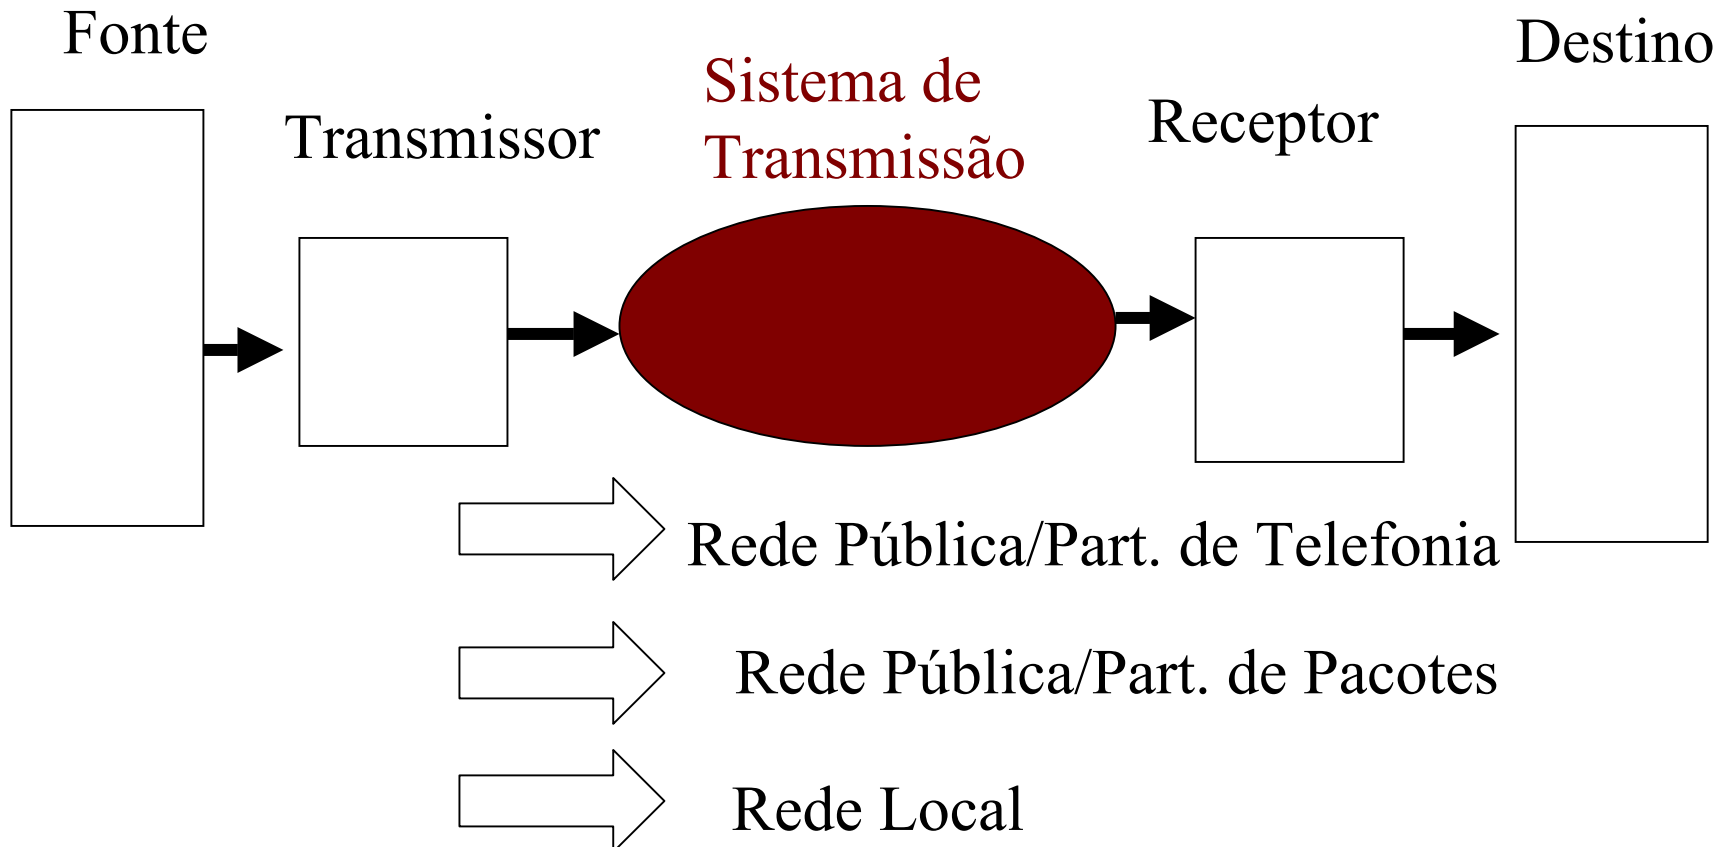 Fonte
Transmissor
Sistema de
Transmissão
Receptor
Destino
Rede Pública/Part. de Telefonia
Rede Pública/Part. de Pacotes
Rede Local